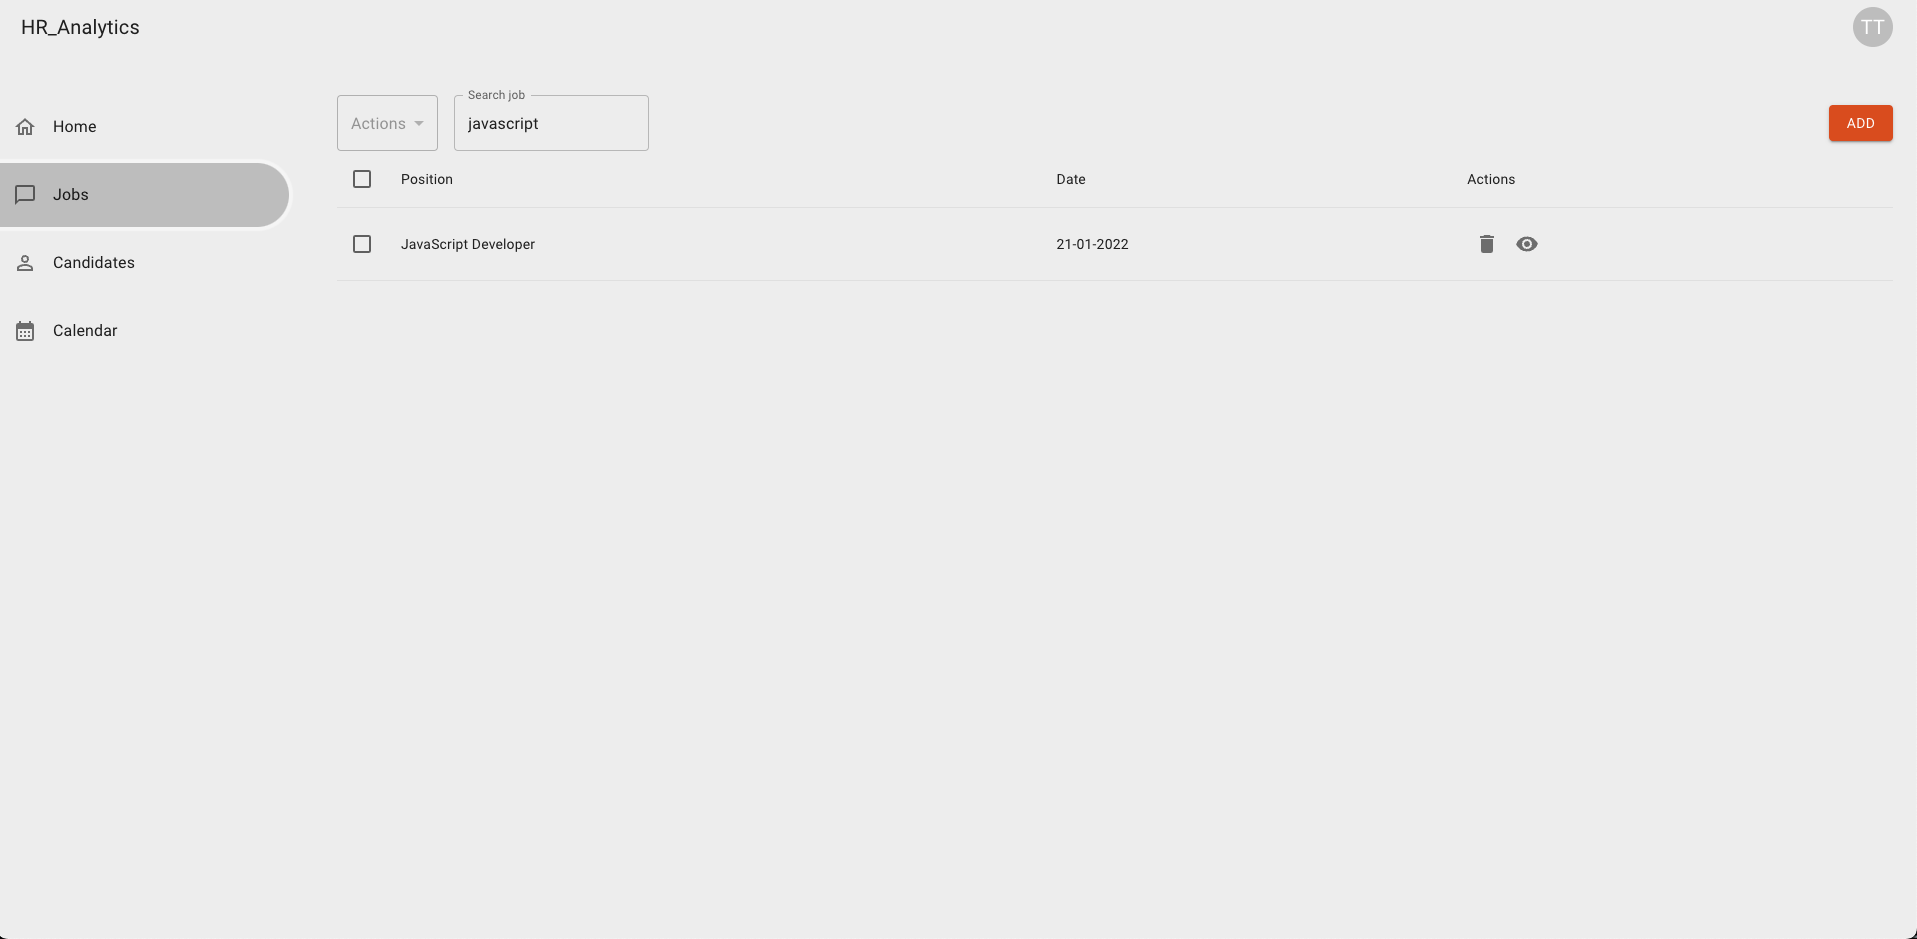 HR_Analytics
TT
Home
Jobs
Candidates
Calendar
Search job
Actions
javascript
ADD
Position Date Actions
JavaScript Developer 21-01-2022